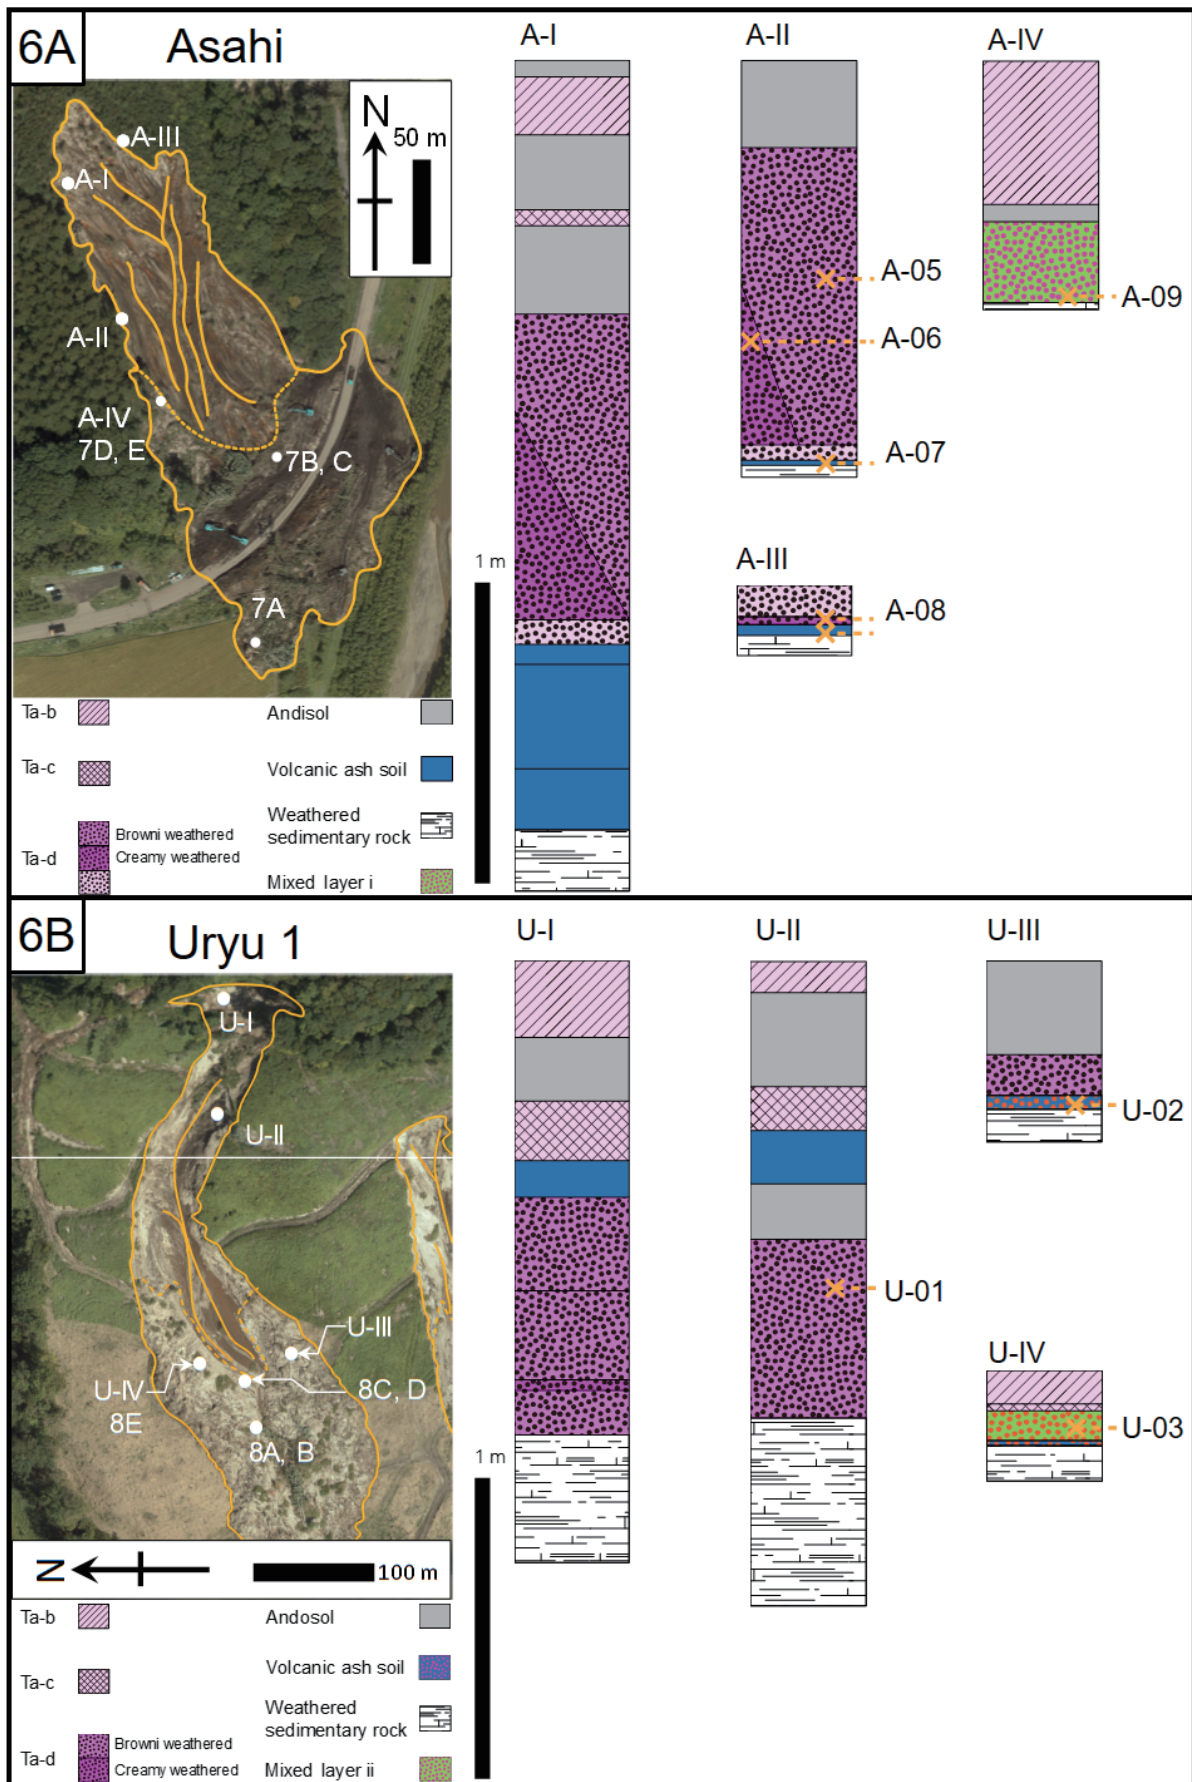 6A
Asahi
N
50 m
A-III
A-I
A-II
A-IV
7D, E
7B, C
7A
A-I
A-II
A-IV
A-05
A-06
A-07
A-09
A-III
A-08
1 m
Ta-b
Andisol
Ta-c
Volcanic ash soil
Weathered
sedimentary rock
Ta-d
Browni weathered
Creamy weathered
Mixed layer i
6B
Uryu 1
U-I
U-II
U-III
U-IV
8E
8C, D
8A, B
N
100 m
U-I
U-II
U-III
U-02
U-01
U-IV
U-03
1 m
Ta-b
Andosol
Ta-c
Volcanic ash soil
Weathered
sedimentary rock
Ta-d
Browni weathered
Creamy weathered
Mixed layer ii